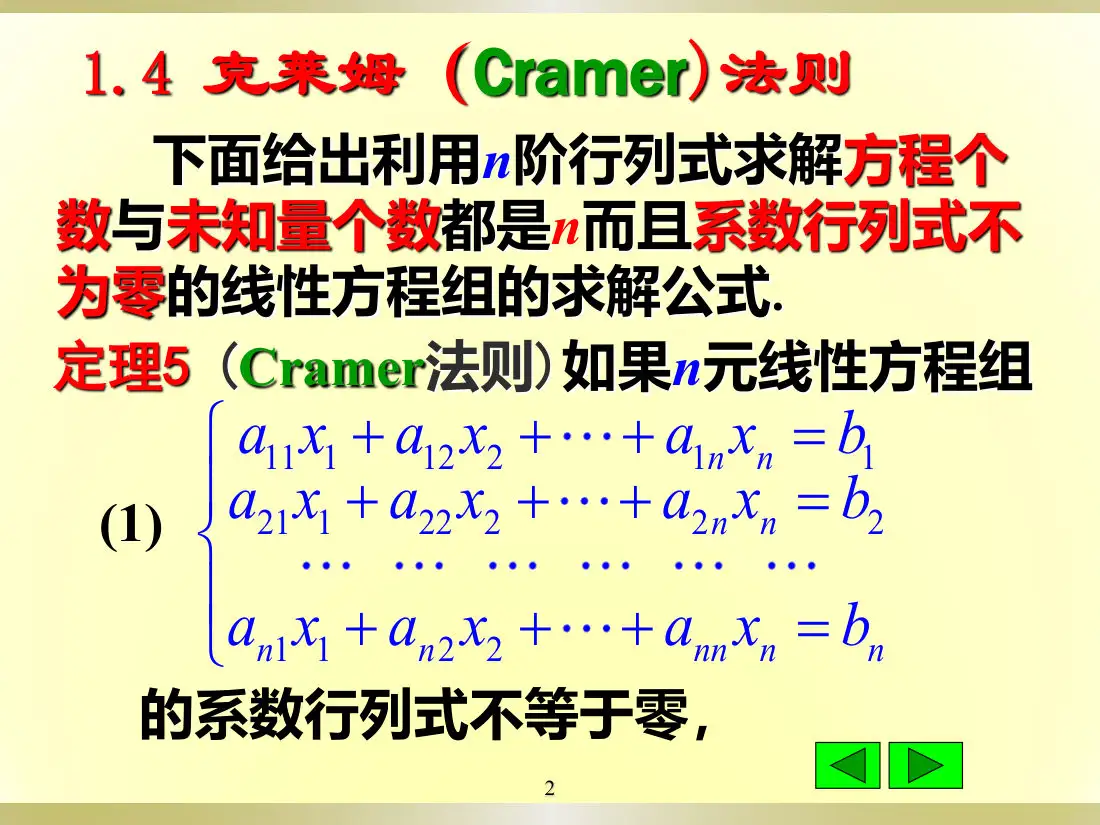 1.4 克莱姆（Cramer)法则
下面给出利用n阶行列式求解方程个
数与未知量个数都是n而且系数行列式不
为零的线性方程组的求解公式.
定理5（Cramer法则)如果n元线性方程组
a₁₁x₁ + a₁₂x₂ + ⋯ + a₁ₙxₙ = b₁
(1) a₂₁x₁ + a₂₂x₂ + ⋯ + a₂ₙxₙ = b₂
⋯ ⋯ ⋯ ⋯ ⋯ ⋯
aₙ₁x₁ + aₙ₂x₂ + ⋯ + aₙₙxₙ = bₙ
的系数行列式不等于零，
2